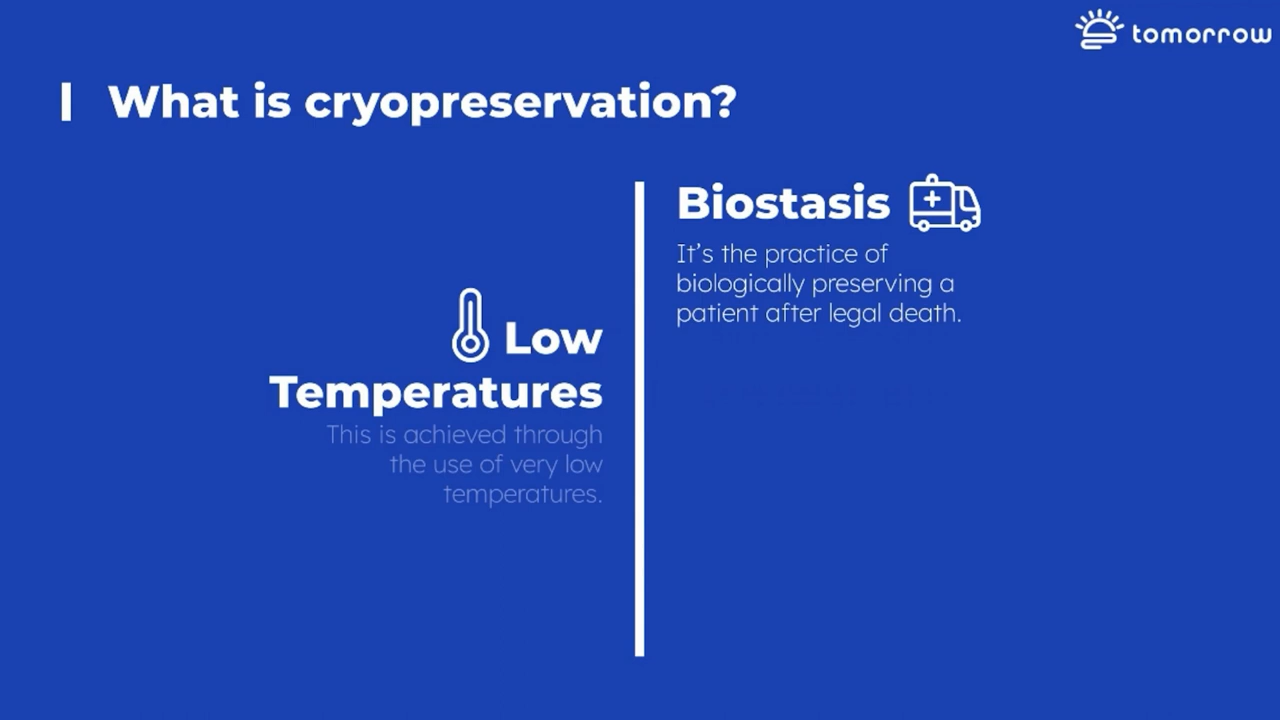 tomorrow
What is cryopreservation?
Biostasis
It's the practice of
biologically preserving a
patient after legal death.
Low
Temperatures
This is achieved through
the use of very low
temperatures.